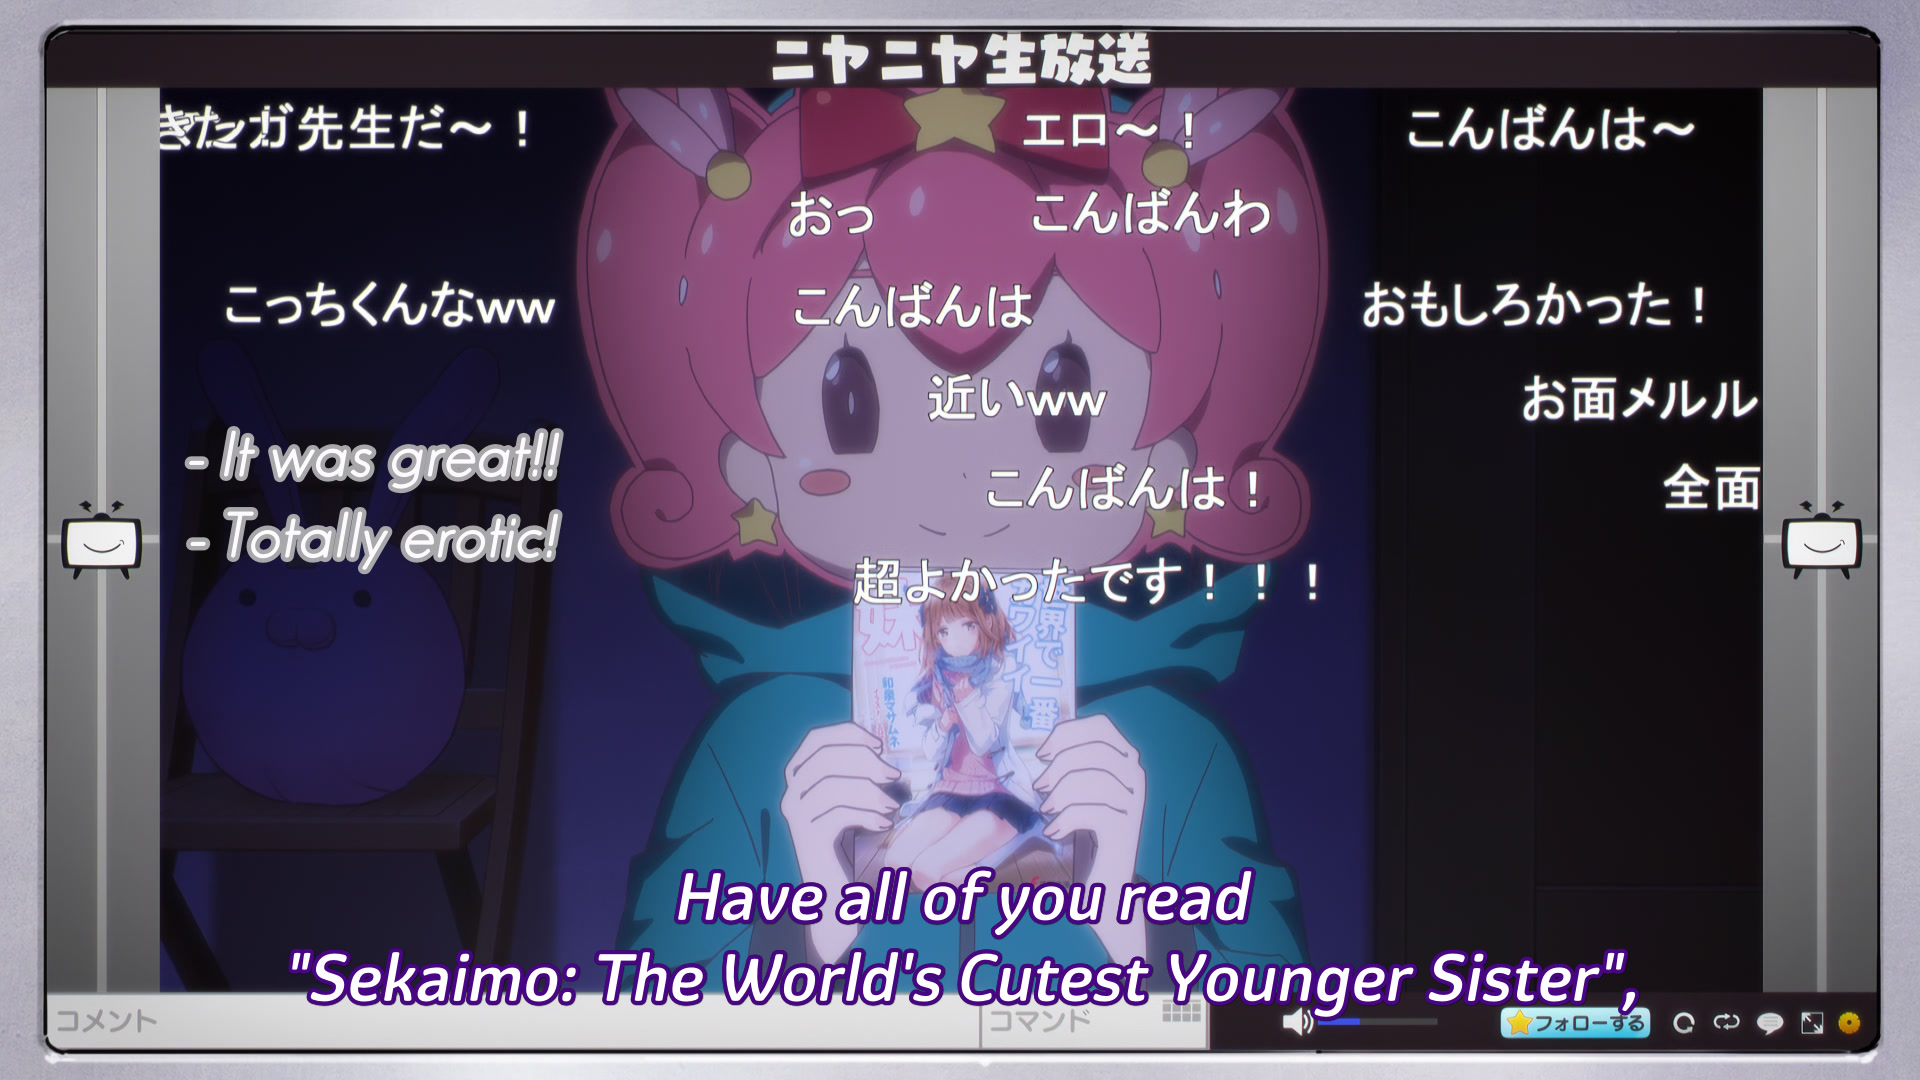 ニヤニヤ生放送
ガ先生だ～！
エロ～！
こんばんは～
おっ
こんばんわ
こっちくんなww
こんばんは
おもしろかった！
近いww
お面メルル
- It was great!!
こんばんは！
全面
- Totally erotic!
超よかったです！！！
妹
界で一番
ワイイ
和泉マサムネ
Have all of you read
"Sekaimo: The World's Cutest Younger Sister",
コメント
コマンド
フォローする